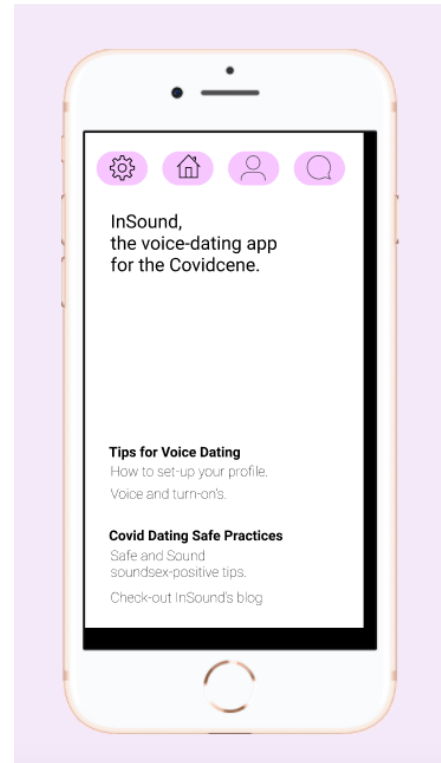 InSound,
the voice-dating app
for the Covidcene.
Tips for Voice Dating
How to set-up your profile.
Voice and turn-on's.
Covid Dating Safe Practices
Safe and Sound
soundsex-positive tips.
Check-out InSound's blog